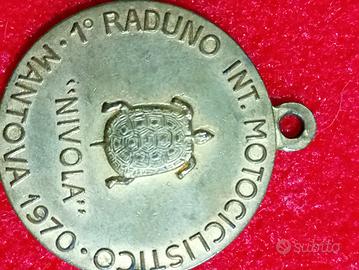 1° RADUNO INT. MOTOCICLISTICO · MANTOVA 1970 ·
"NIVOLA"
subito